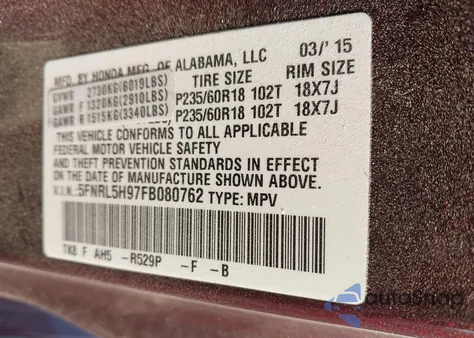 MFD. BY HONDA MFG. OF ALABAMA, LLC 03/'15
TIRE SIZE RIM SIZE
GVWR 2730KG(6019LBS)
GAWR F 1320KG(2910LBS) P235/60R18 102T 18X7J
GAWR R 1515KG(3340LBS) P235/60R18 102T 18X7J
THIS VEHICLE CONFORMS TO ALL APPLICABLE
FEDERAL MOTOR VEHICLE SAFETY
AND THEFT PREVENTION STANDARDS IN EFFECT
ON THE DATE OF MANUFACTURE SHOWN ABOVE.
V.I.N.: 5FNRL5H97FB080762 TYPE: MPV
TK8 F AH5 -R529P -F -B
autoSnap